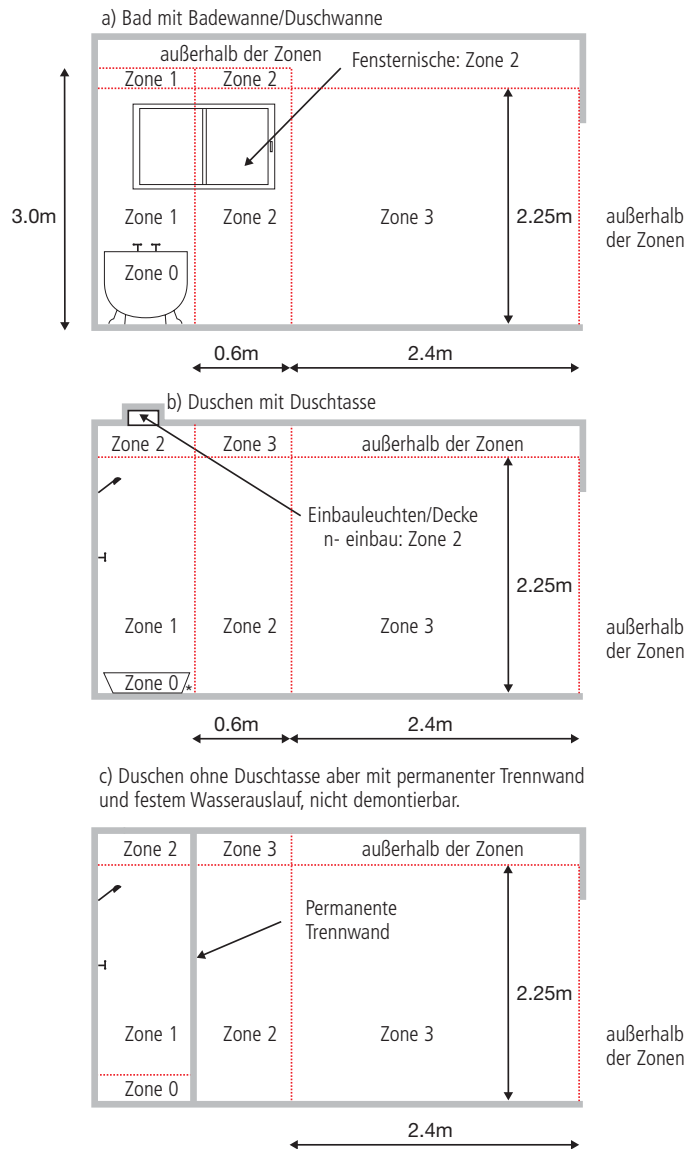 a) Bad mit Badewanne/Duschwanne
außerhalb der Zonen
Fensternische: Zone 2
Zone 1
Zone 2
3.0m
Zone 1
Zone 2
Zone 3
2.25m
außerhalb
der Zonen
Zone 0
0.6m
2.4m
b) Duschen mit Duschtasse
Zone 2
Zone 3
außerhalb der Zonen
Einbauleuchten/Decke
n- einbau: Zone 2
2.25m
Zone 1
Zone 2
Zone 3
außerhalb
der Zonen
Zone 0
*
0.6m
2.4m
c) Duschen ohne Duschtasse aber mit permanenter Trennwand
und festem Wasserauslauf, nicht demontierbar.
Zone 2
Zone 3
außerhalb der Zonen
Permanente
Trennwand
2.25m
Zone 1
Zone 2
Zone 3
außerhalb
der Zonen
Zone 0
2.4m